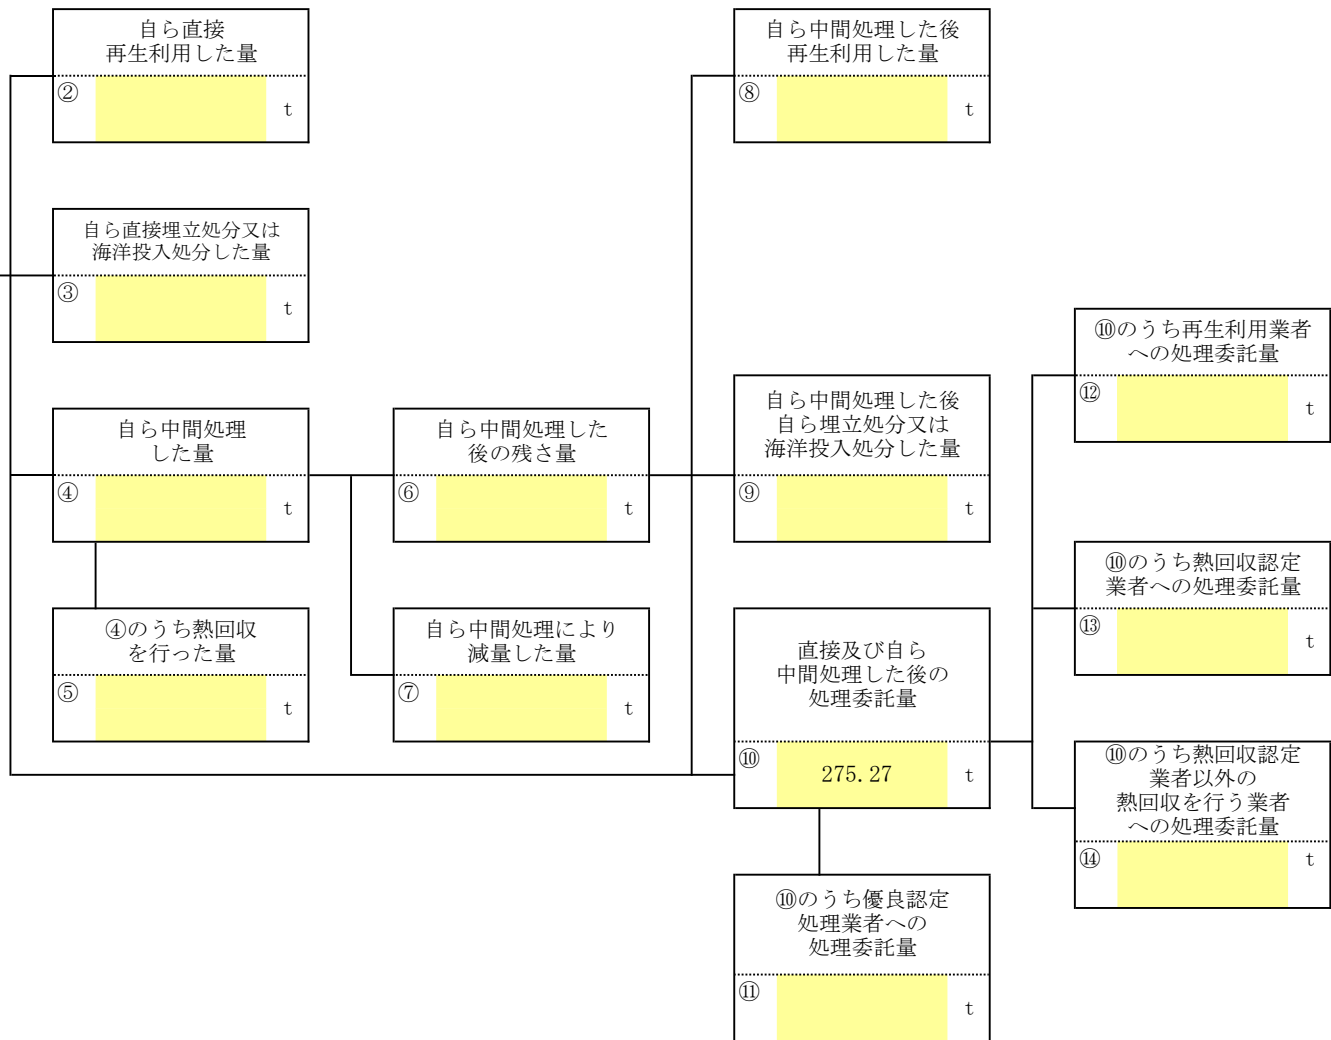 自ら直接
再生利用した量
②
t
自ら中間処理した後
再生利用した量
⑧
t
自ら直接埋立処分又は
海洋投入処分した量
③
t
⑩のうち再生利用業者
への処理委託量
⑫
t
自ら中間処理
した量
④
t
自ら中間処理した
後の残さ量
⑥
t
自ら中間処理した後
自ら埋立処分又は
海洋投入処分した量
⑨
t
⑩のうち熱回収認定
業者への処理委託量
⑬
t
④のうち熱回収
を行った量
⑤
t
自ら中間処理により
減量した量
⑦
t
直接及び自ら
中間処理した後の
処理委託量
⑩
275.27
t
⑩のうち熱回収認定
業者以外の
熱回収を行う業者
への処理委託量
⑭
t
⑩のうち優良認定
処理業者への
処理委託量
⑪
t